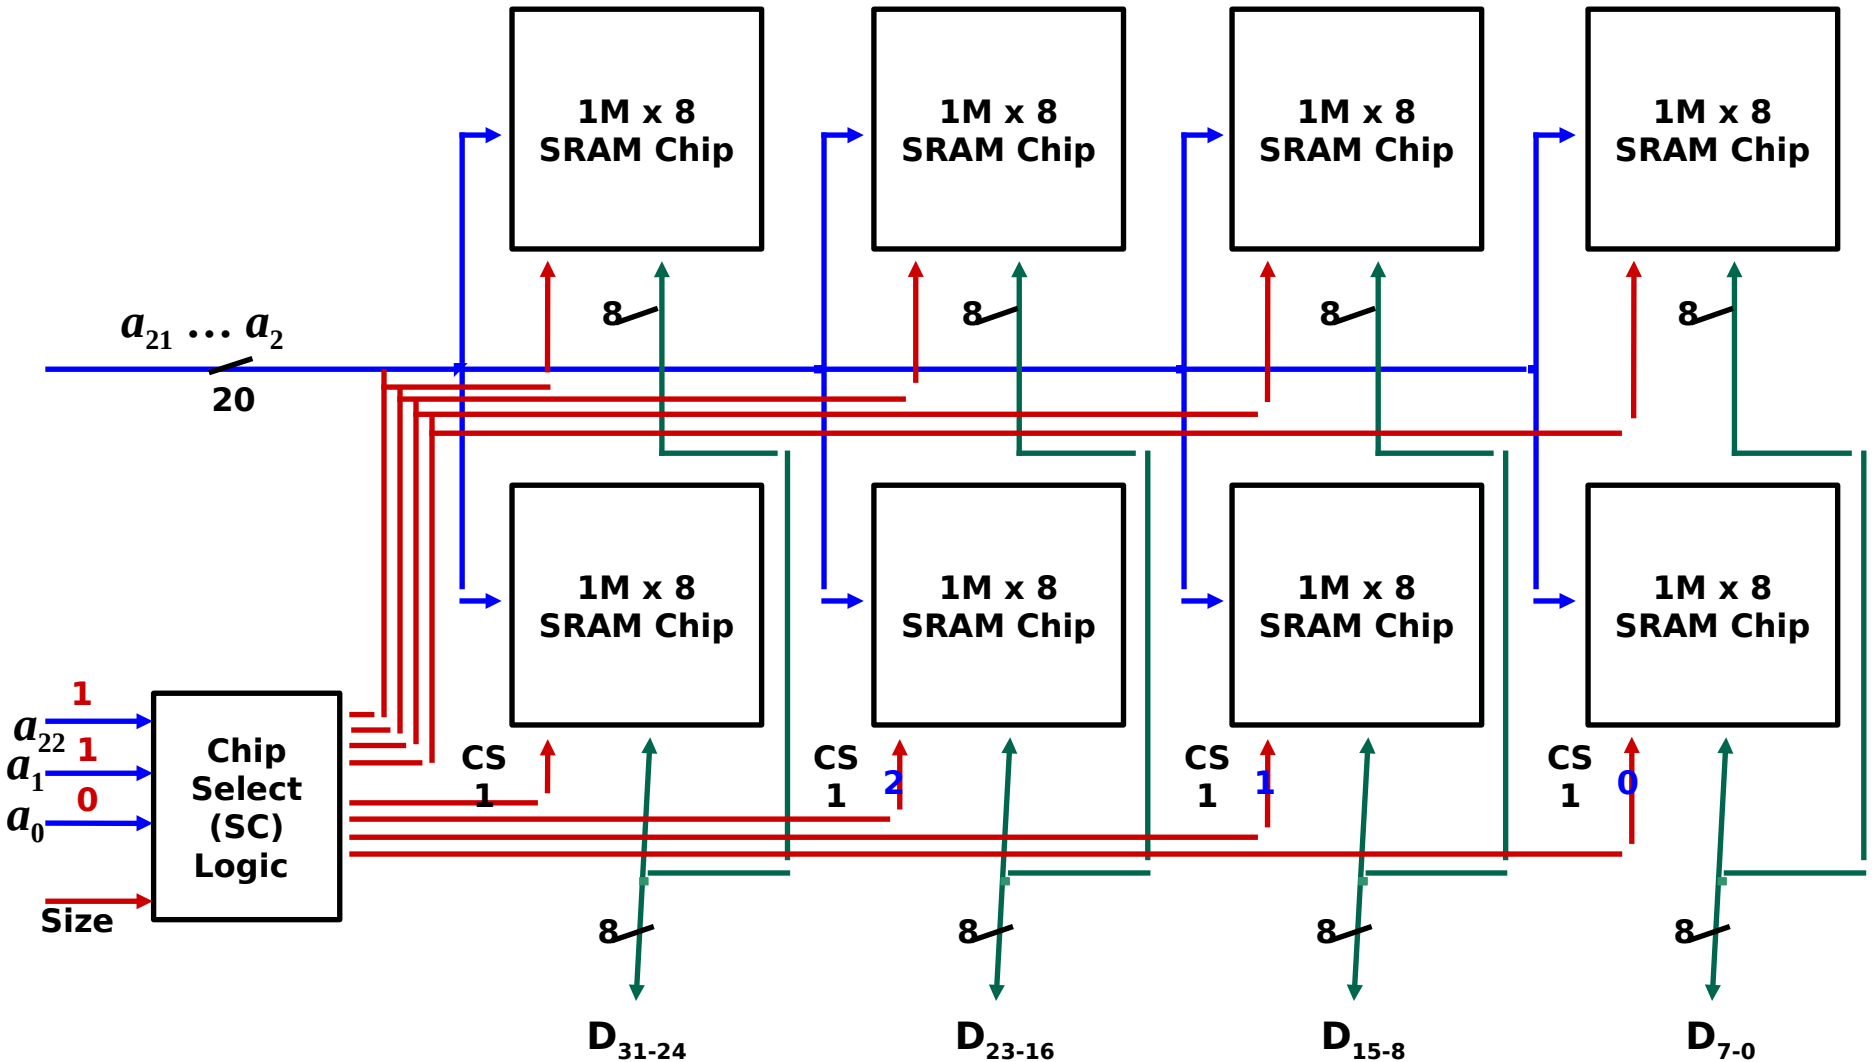 1M x 8
SRAM Chip
1M x 8
SRAM Chip
1M x 8
SRAM Chip
1M x 8
SRAM Chip
8
8
8
8
a21 … a2
20
1M x 8
SRAM Chip
1M x 8
SRAM Chip
1M x 8
SRAM Chip
1M x 8
SRAM Chip
1
a22
1
a1
0
a0
Size
Chip
Select
(SC)
Logic
CS
1
CS
1
2
CS
1
1
CS
1
0
8
8
8
8
D31-24
D23-16
D15-8
D7-0